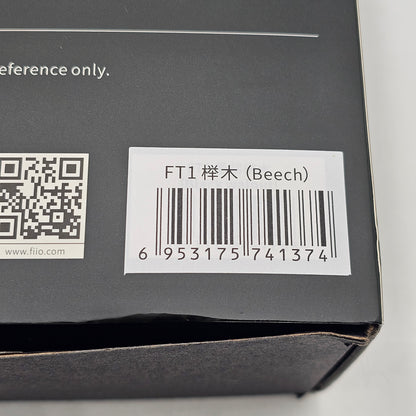 eference only.
FT1 榉木 (Beech)
6 953175 741374
www.fiio.com